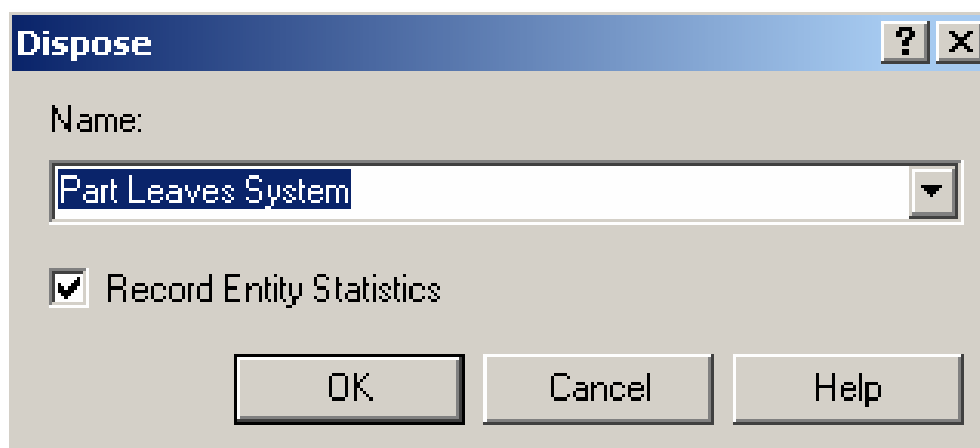 Dispose
Name:
Part Leaves System
Record Entity Statistics
OK Cancel Help